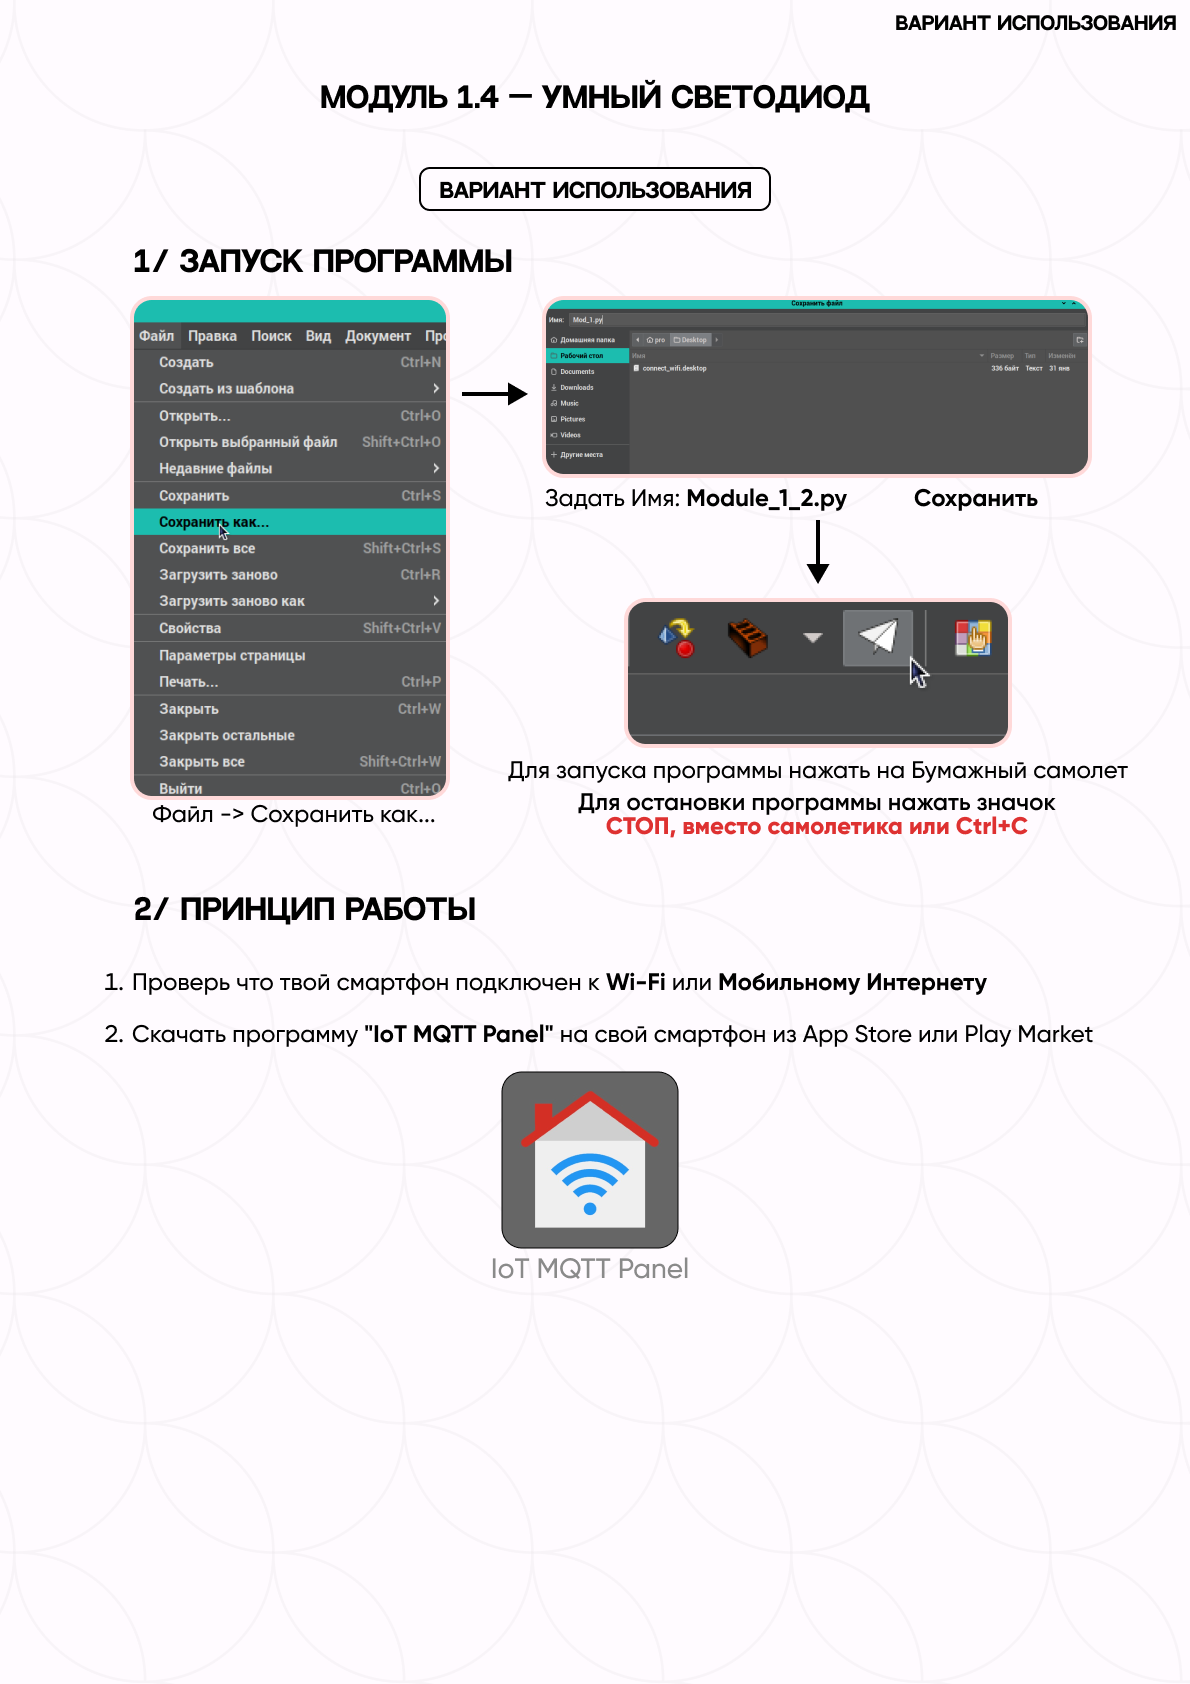 ВАРИАНТ ИСПОЛЬЗОВАНИЯ
МОДУЛЬ 1.4 — УМНЫЙ СВЕТОДИОД
ВАРИАНТ ИСПОЛЬЗОВАНИЯ
1/ ЗАПУСК ПРОГРАММЫ
Файл Правка Поиск Вид Документ Про
Создать Ctrl+N
Создать из шаблона
Открыть... Ctrl+O
Открыть выбранный файл Shift+Ctrl+O
Недавние файлы
Сохранить Ctrl+S
Сохранить как...
Сохранить все Shift+Ctrl+S
Загрузить заново Ctrl+R
Загрузить заново как
Свойства Shift+Ctrl+V
Параметры страницы
Печать... Ctrl+P
Закрыть Ctrl+W
Закрыть остальные
Закрыть все Shift+Ctrl+W
Выйти Ctrl+Q
Файл -> Сохранить как...
Сохранить файл
Имя: Mod_1.py
Домашняя папка pro Desktop
Рабочий стол Имя Размер Тип Изменён
Documents connect_wifi.desktop 336 байт Текст 31 янв
Downloads
Music
Pictures
Videos
Другие места
Задать Имя: Module_1_2.py Сохранить
Для запуска программы нажать на Бумажный самолет
Для остановки программы нажать значок
СТОП, вместо самолетика или Ctrl+C
2/ ПРИНЦИП РАБОТЫ
1. Проверь что твой смартфон подключен к Wi-Fi или Мобильному Интернету
2. Скачать программу "IoT MQTT Panel" на свой смартфон из App Store или Play Market
IoT MQTT Panel